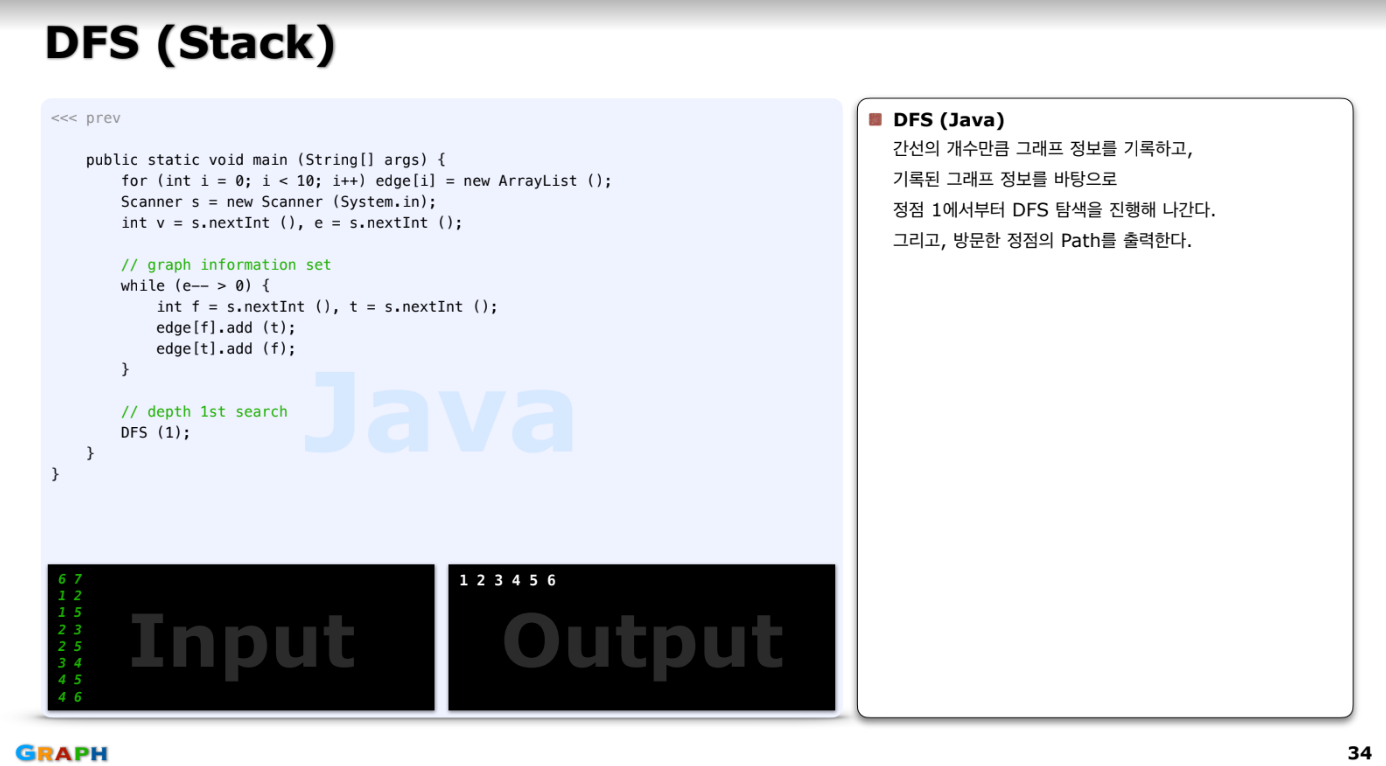 DFS (Stack)
<<< prev
public static void main (String[] args) {
for (int i = 0; i < 10; i++) edge[i] = new ArrayList ();
Scanner s = new Scanner (System.in);
int v = s.nextInt (), e = s.nextInt ();
// graph information set
while (e-- > 0) {
int f = s.nextInt (), t = s.nextInt ();
edge[f].add (t);
edge[t].add (f);
}
// depth 1st search
DFS (1);
}
}
Java
6 7
1 2
1 5
2 3
2 5
3 4
4 5
4 6
Input
1 2 3 4 5 6
Output
DFS (Java)
간선의 개수만큼 그래프 정보를 기록하고,
기록된 그래프 정보를 바탕으로
정점 1에서부터 DFS 탐색을 진행해 나간다.
그리고, 방문한 정점의 Path를 출력한다.
GRAPH
34